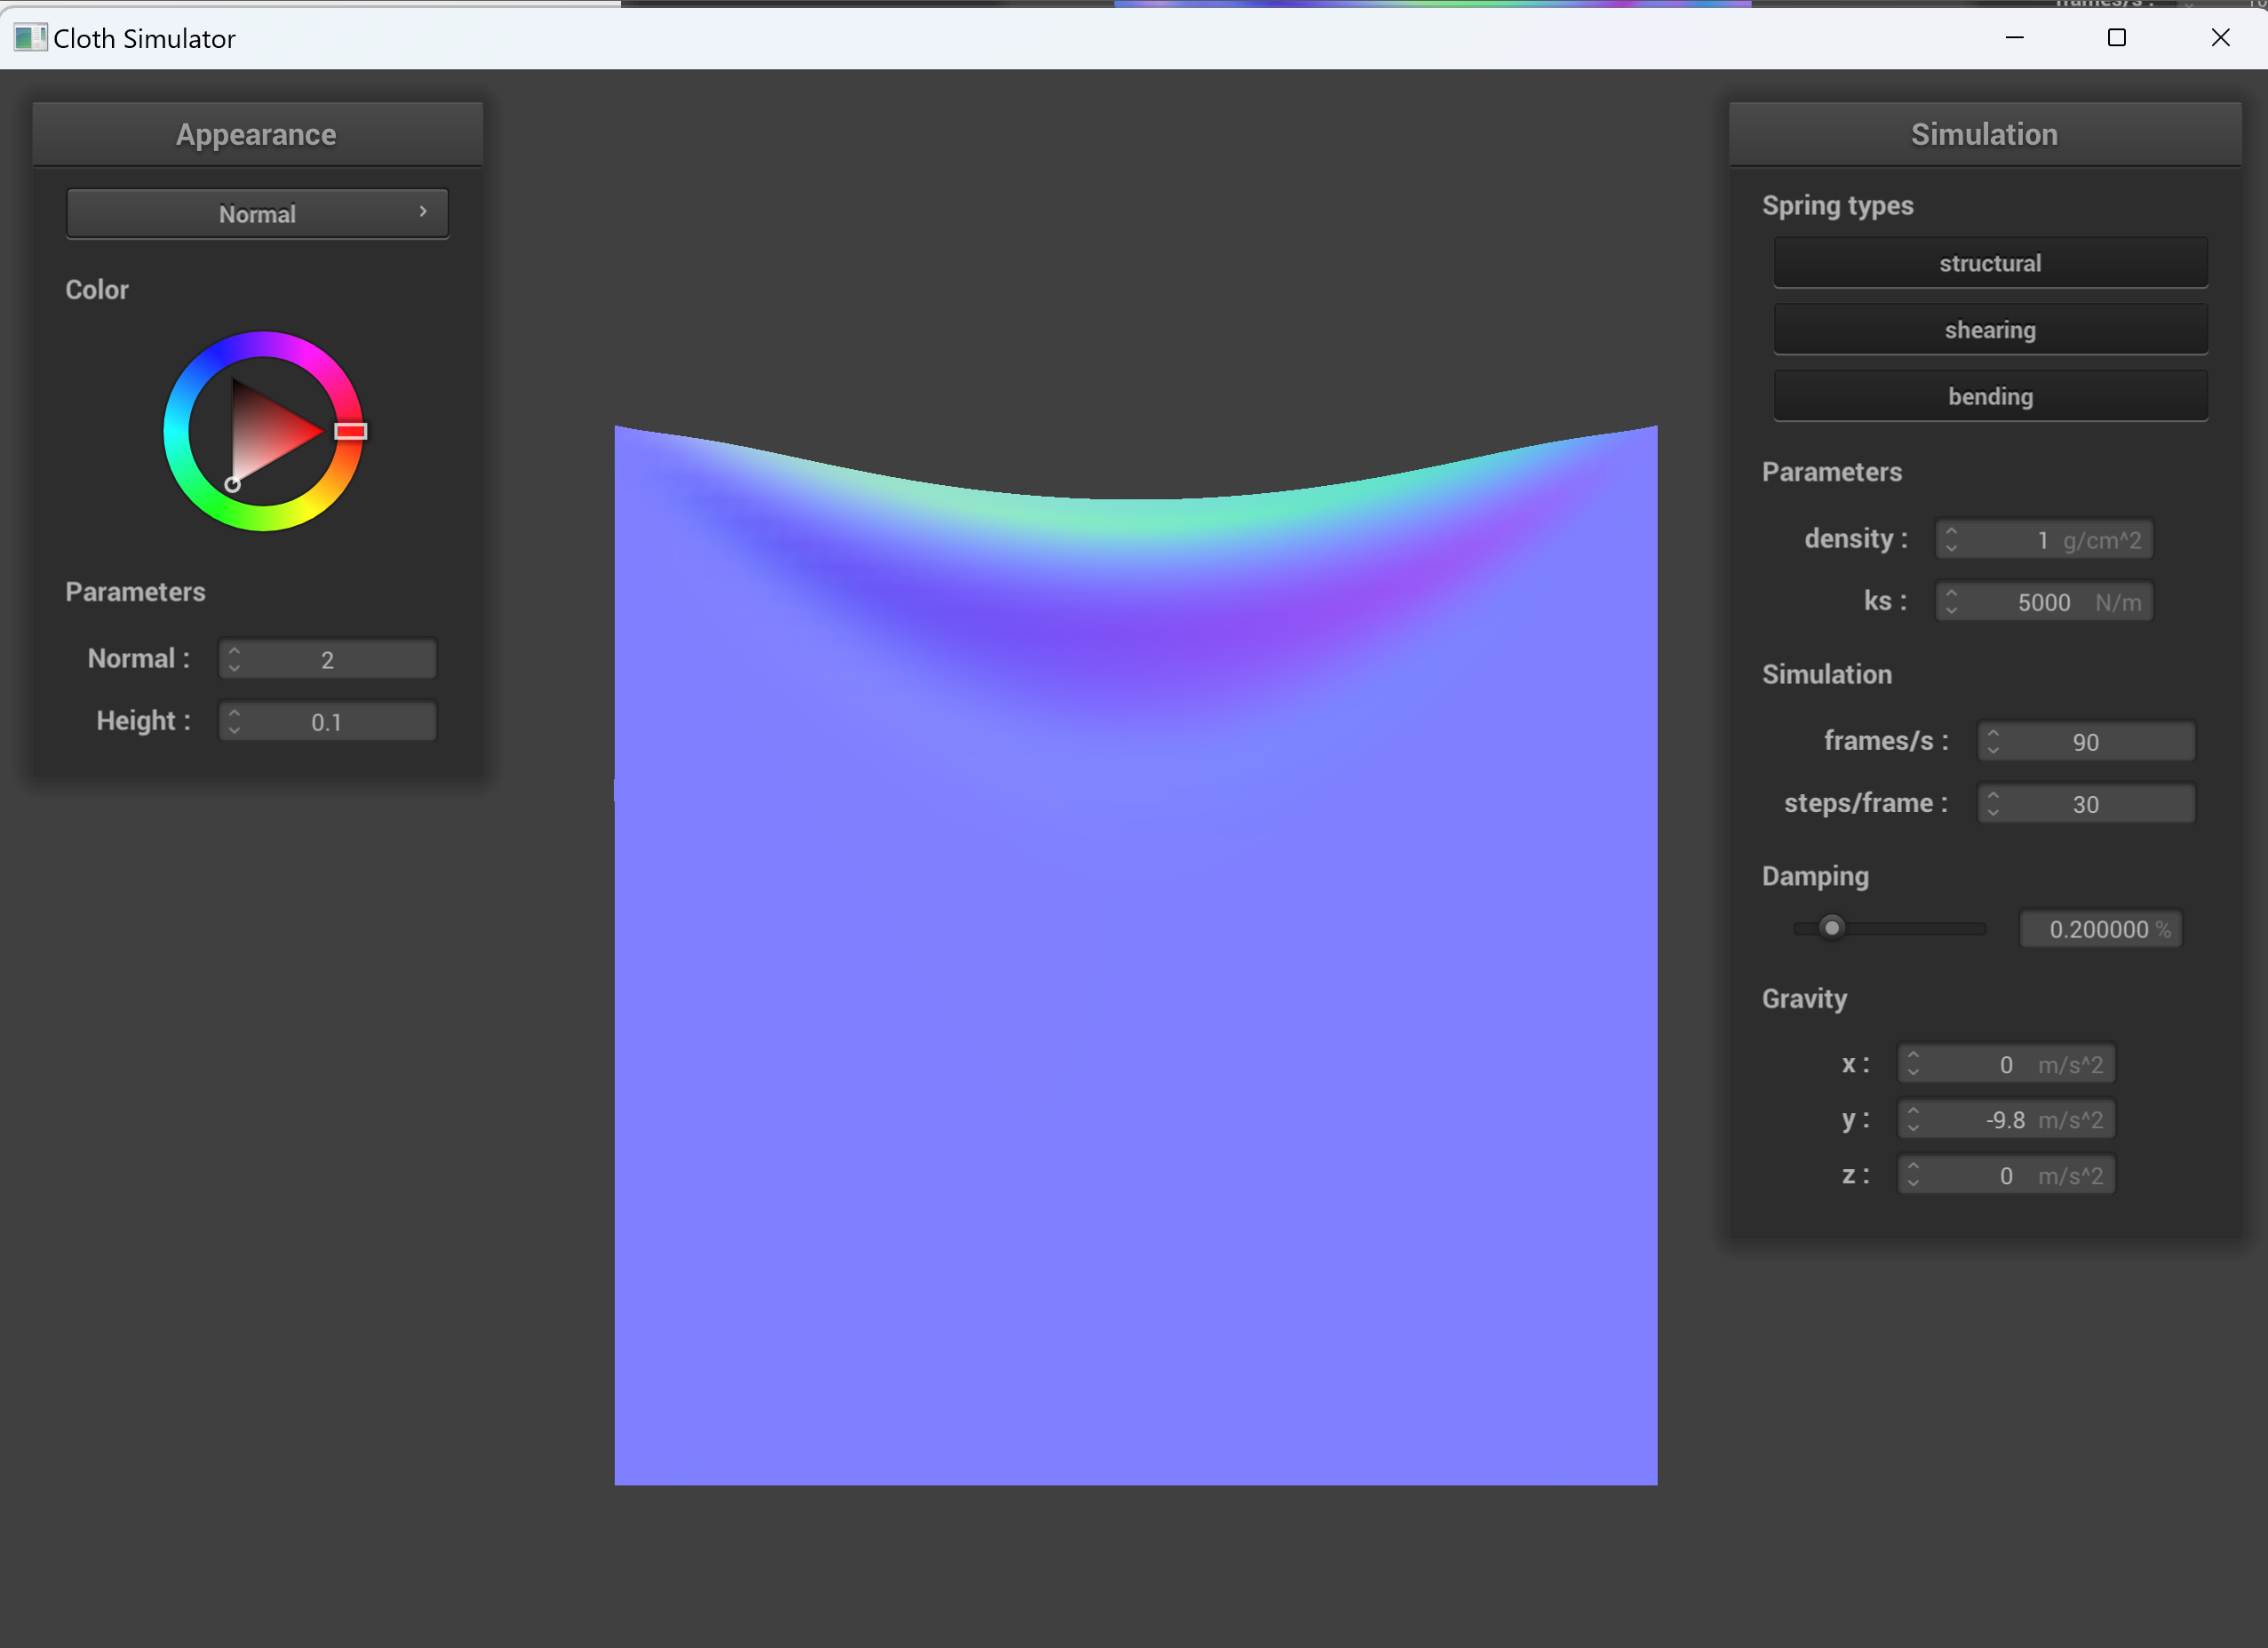 frames/s :
Cloth Simulator
Appearance
Normal
Color
Parameters
Normal : 2
Height : 0.1
Simulation
Spring types
structural
shearing
bending
Parameters
density : 1 g/cm^2
ks : 5000 N/m
Simulation
frames/s : 90
steps/frame : 30
Damping
0.200000 %
Gravity
x : 0 m/s^2
y : -9.8 m/s^2
z : 0 m/s^2